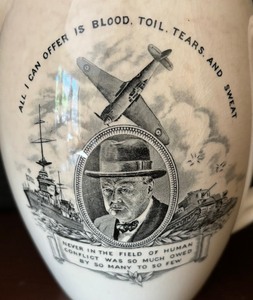 ALL I CAN OFFER IS BLOOD, TOIL, TEARS, AND SWEAT
NEVER IN THE FIELD OF HUMAN
CONFLICT WAS SO MUCH OWED
BY SO MANY TO SO FEW.